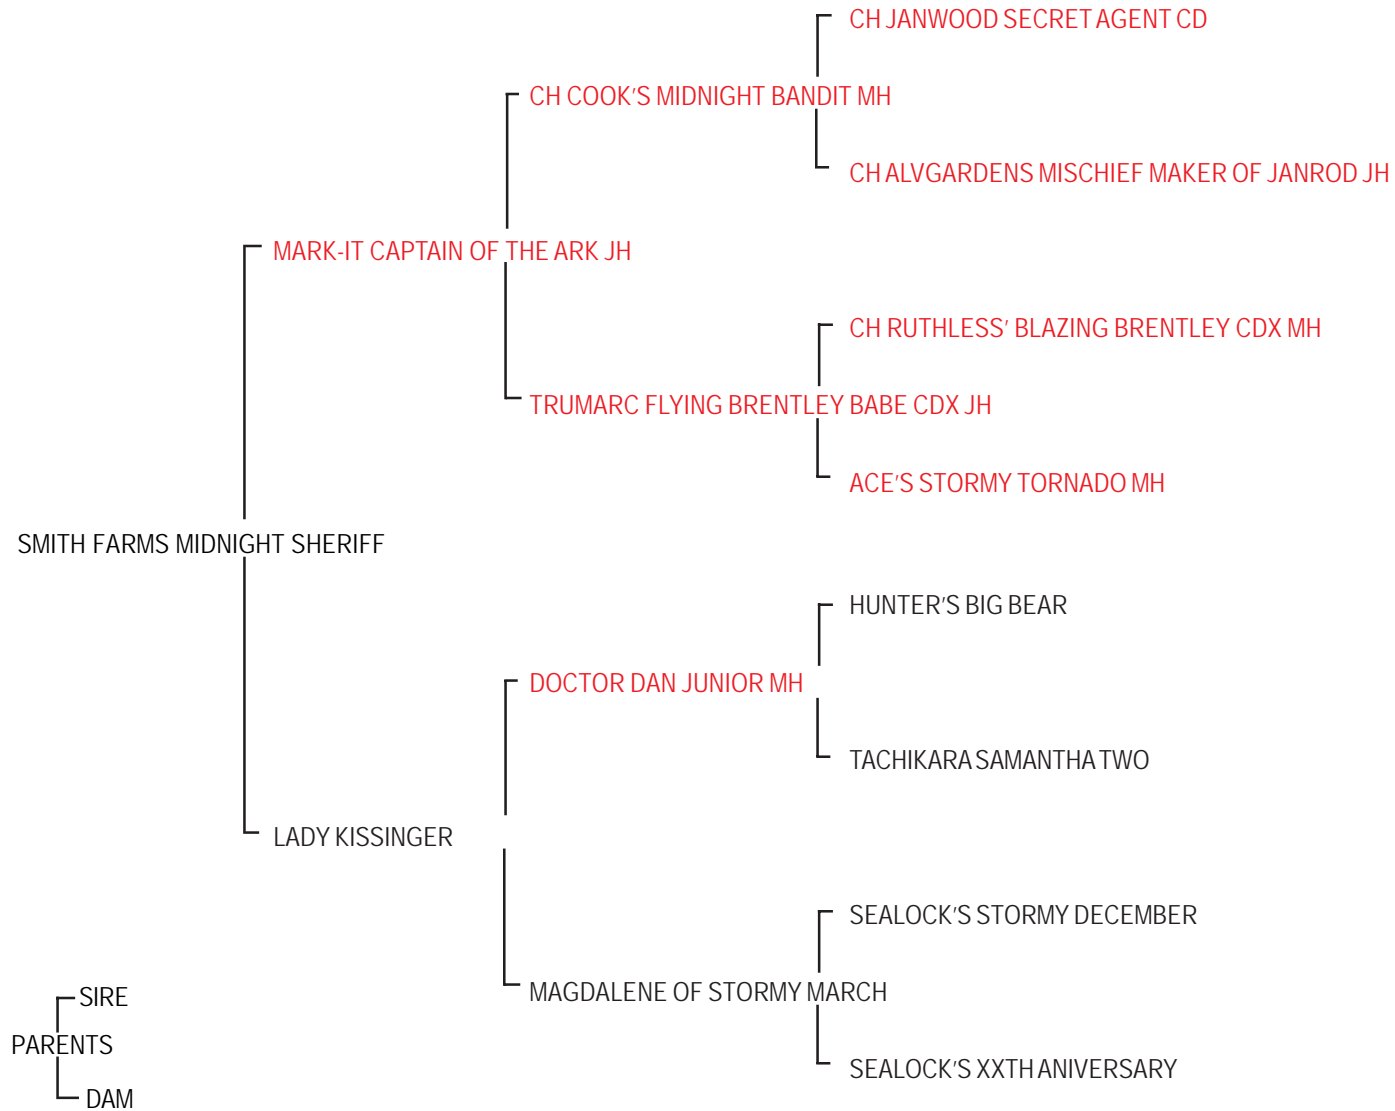 CH JANWOOD SECRET AGENT CD
CH COOK'S MIDNIGHT BANDIT MH
CH ALVGARDENS MISCHIEF MAKER OF JANROD JH
MARK-IT CAPTAIN OF THE ARK JH
CH RUTHLESS' BLAZING BRENTLEY CDX MH
TRUMARC FLYING BRENTLEY BABE CDX JH
ACE'S STORMY TORNADO MH
SMITH FARMS MIDNIGHT SHERIFF
HUNTER'S BIG BEAR
DOCTOR DAN JUNIOR MH
TACHIKARA SAMANTHA TWO
LADY KISSINGER
SEALOCK'S STORMY DECEMBER
MAGDALENE OF STORMY MARCH
SEALOCK'S XXTH ANIVERSARY
SIRE
PARENTS
DAM